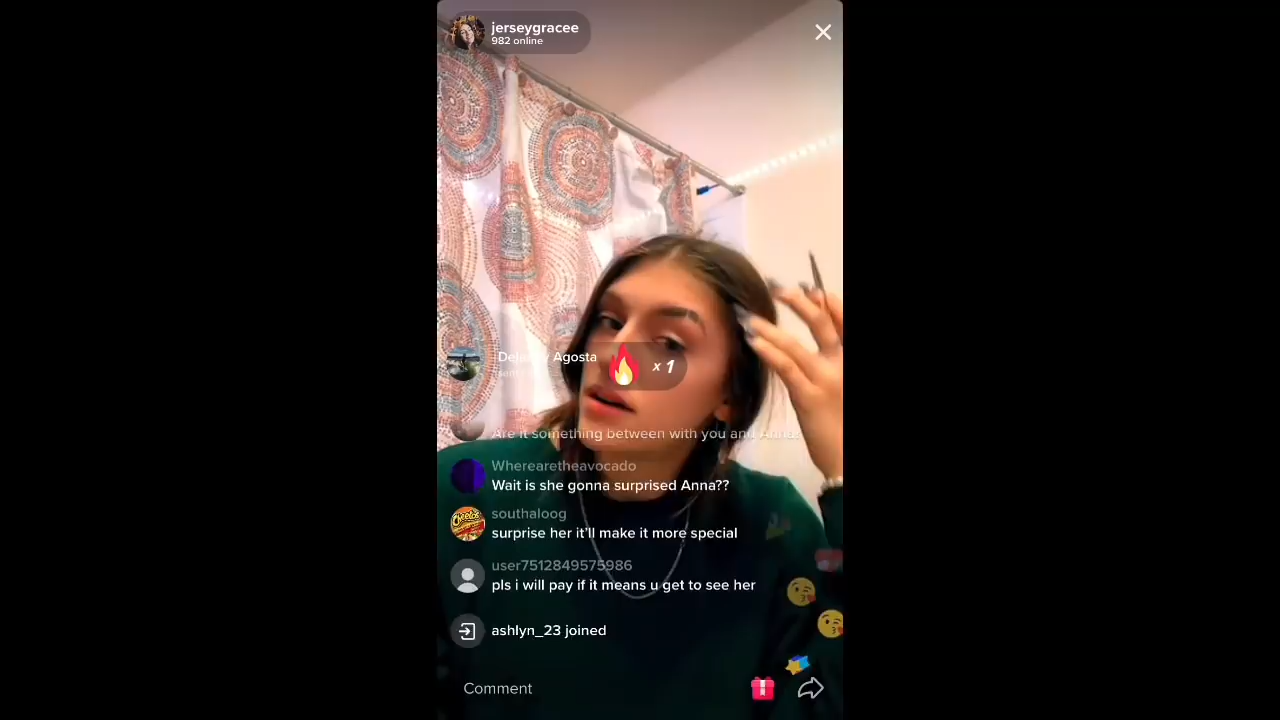 jerseygracee
982 online
Agosta
x 1
Are it something between with you and Anna?
Wherearetheavocado
Wait is she gonna surprised Anna??
southaloog
surprise her it'll make it more special
user7512849575986
pls i will pay if it means u get to see her
ashlyn_23 joined
Comment